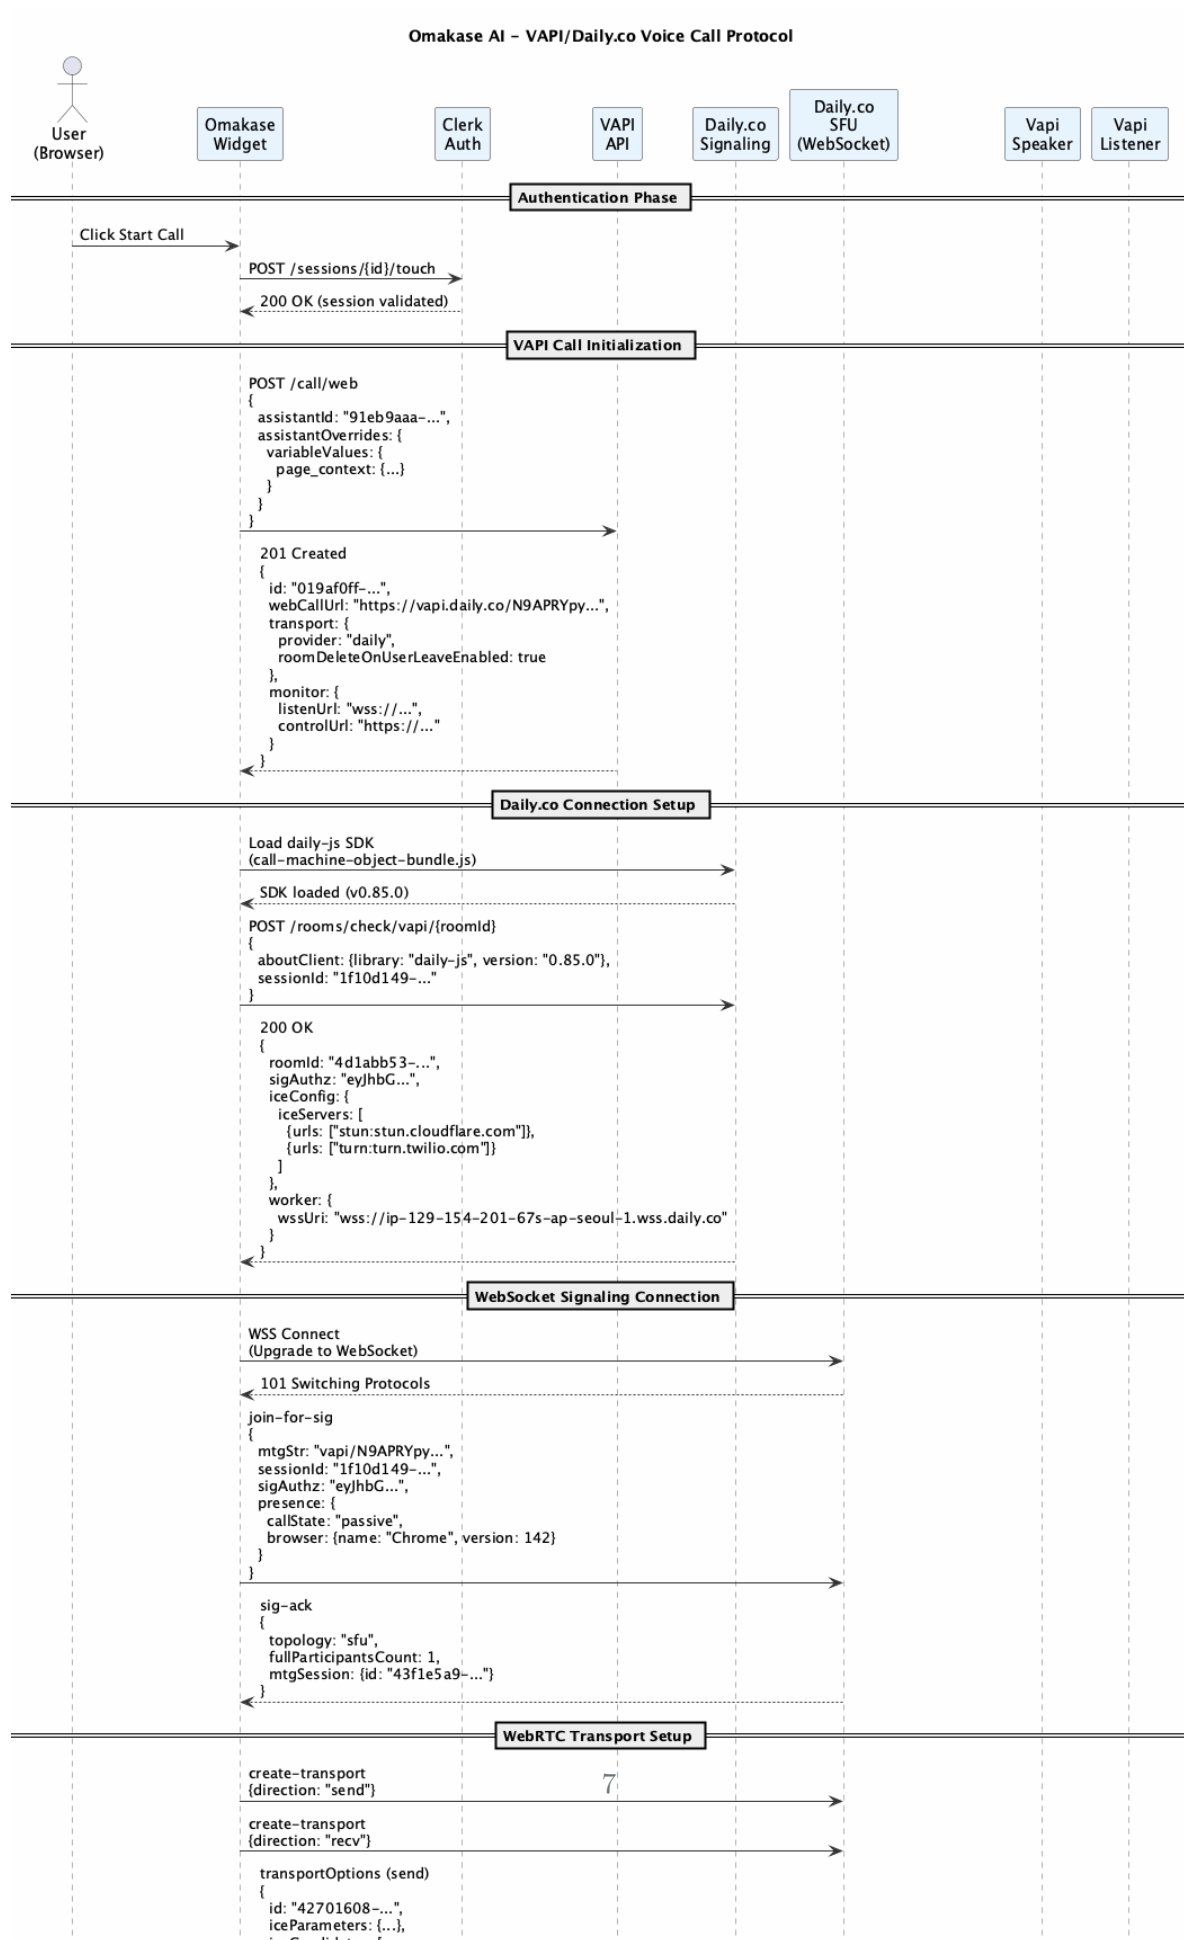 Omakase AI – VAPI/Daily.co Voice Call Protocol
User
(Browser)
Omakase
Widget
Clerk
Auth
VAPI
API
Daily.co
Signaling
Daily.co
SFU
(WebSocket)
Vapi
Speaker
Vapi
Listener
Authentication Phase
Click Start Call
POST /sessions/{id}/touch
200 OK (session validated)
VAPI Call Initialization
POST /call/web
{
assistantId: "91eb9aaa-...",
assistantOverrides: {
variableValues: {
page_context: {...}
}
}
}
201 Created
{
id: "019af0ff-...",
webCallUrl: "https://vapi.daily.co/N9APRYpy...",
transport: {
provider: "daily",
roomDeleteOnUserLeaveEnabled: true
},
monitor: {
listenUrl: "wss://...",
controlUrl: "https://..."
}
}
Daily.co Connection Setup
Load daily-js SDK
(call-machine-object-bundle.js)
SDK loaded (v0.85.0)
POST /rooms/check/vapi/{roomId}
{
aboutClient: {library: "daily-js", version: "0.85.0"},
sessionId: "1f10d149-..."
}
200 OK
{
roomId: "4d1abb53-...",
sigAuthz: "eyJhbG...",
iceConfig: {
iceServers: [
{urls: ["stun:stun.cloudflare.com"]},
{urls: ["turn:turn.twilio.com"]}
]
},
worker: {
wssUri: "wss://ip-129-154-201-67s-ap-seoul-1.wss.daily.co"
}
}
WebSocket Signaling Connection
WSS Connect
(Upgrade to WebSocket)
101 Switching Protocols
join-for-sig
{
mtgStr: "vapi/N9APRYpy...",
sessionId: "1f10d149-...",
sigAuthz: "eyJhbG...",
presence: {
callState: "passive",
browser: {name: "Chrome", version: 142}
}
}
sig-ack
{
topology: "sfu",
fullParticipantsCount: 1,
mtgSession: {id: "43f1e5a9-..."}
}
WebRTC Transport Setup
create-transport
{direction: "send"}
7
create-transport
{direction: "recv"}
transportOptions (send)
{
id: "42701608-...",
iceParameters: {...},